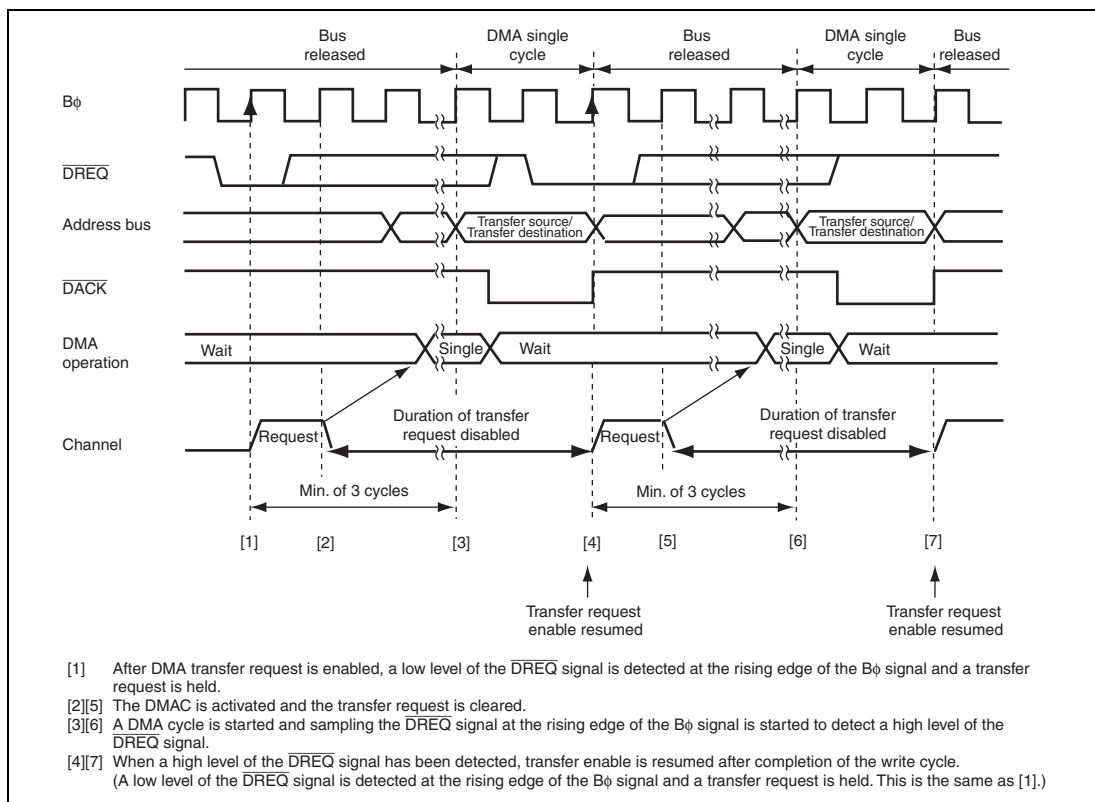 Bus released
DMA single cycle
Bus released
DMA single cycle
Bus released
Bφ
DREQ
Address bus
Transfer source/
Transfer destination
Transfer source/
Transfer destination
DACK
DMA operation
Wait
Single
Wait
Single
Wait
Channel
Request
Duration of transfer
request disabled
Request
Duration of transfer
request disabled
Min. of 3 cycles
Min. of 3 cycles
[1] [2] [3] [4] [5] [6] [7]
Transfer request
enable resumed
Transfer request
enable resumed
[1] After DMA transfer request is enabled, a low level of the DREQ signal is detected at the rising edge of the Bφ signal and a transfer
request is held.
[2][5] The DMAC is activated and the transfer request is cleared.
[3][6] A DMA cycle is started and sampling the DREQ signal at the rising edge of the Bφ signal is started to detect a high level of the
DREQ signal.
[4][7] When a high level of the DREQ signal has been detected, transfer enable is resumed after completion of the write cycle.
(A low level of the DREQ signal is detected at the rising edge of the Bφ signal and a transfer request is held. This is the same as [1].)